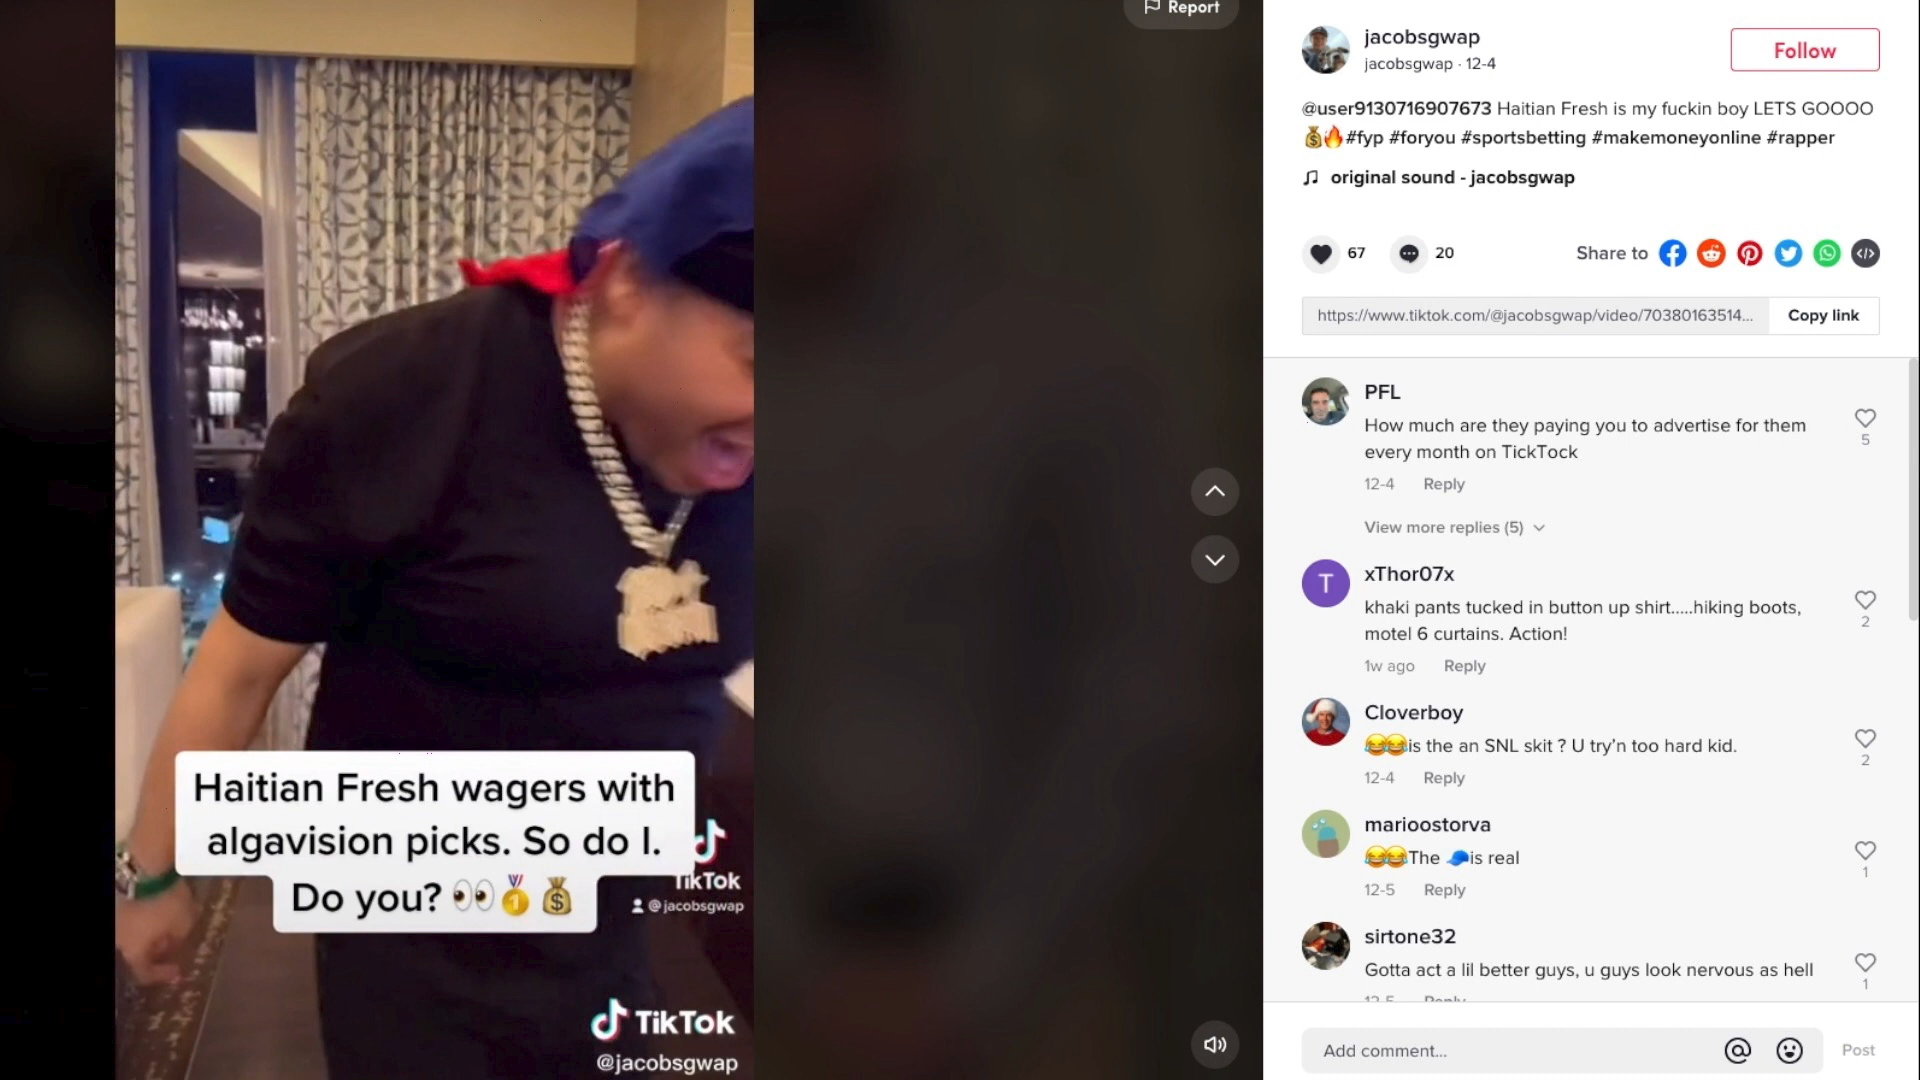 Report
Haitian Fresh wagers with
algavision picks. So do I.
Do you? 👀🥇💰
TikTok
@jacobsgwap
TikTok
@jacobsgwap
jacobsgwap
jacobsgwap · 12-4
Follow
@user9130716907673 Haitian Fresh is my fuckin boy LETS GOOOO
💰🔥#fyp #foryou #sportsbetting #makemoneyonline #rapper
♫ original sound - jacobsgwap
67
20
Share to
https://www.tiktok.com/@jacobsgwap/video/70380163514...
Copy link
PFL
How much are they paying you to advertise for them
every month on TickTock
5
12-4 Reply
View more replies (5)
T
xThor07x
khaki pants tucked in button up shirt.....hiking boots,
motel 6 curtains. Action!
2
1w ago Reply
Cloverboy
😂😂is the an SNL skit ? U try’n too hard kid.
2
12-4 Reply
marioostorva
😂😂The 🧢is real
1
12-5 Reply
sirtone32
Gotta act a lil better guys, u guys look nervous as hell
1
12-5 Reply
Add comment...
@
Post